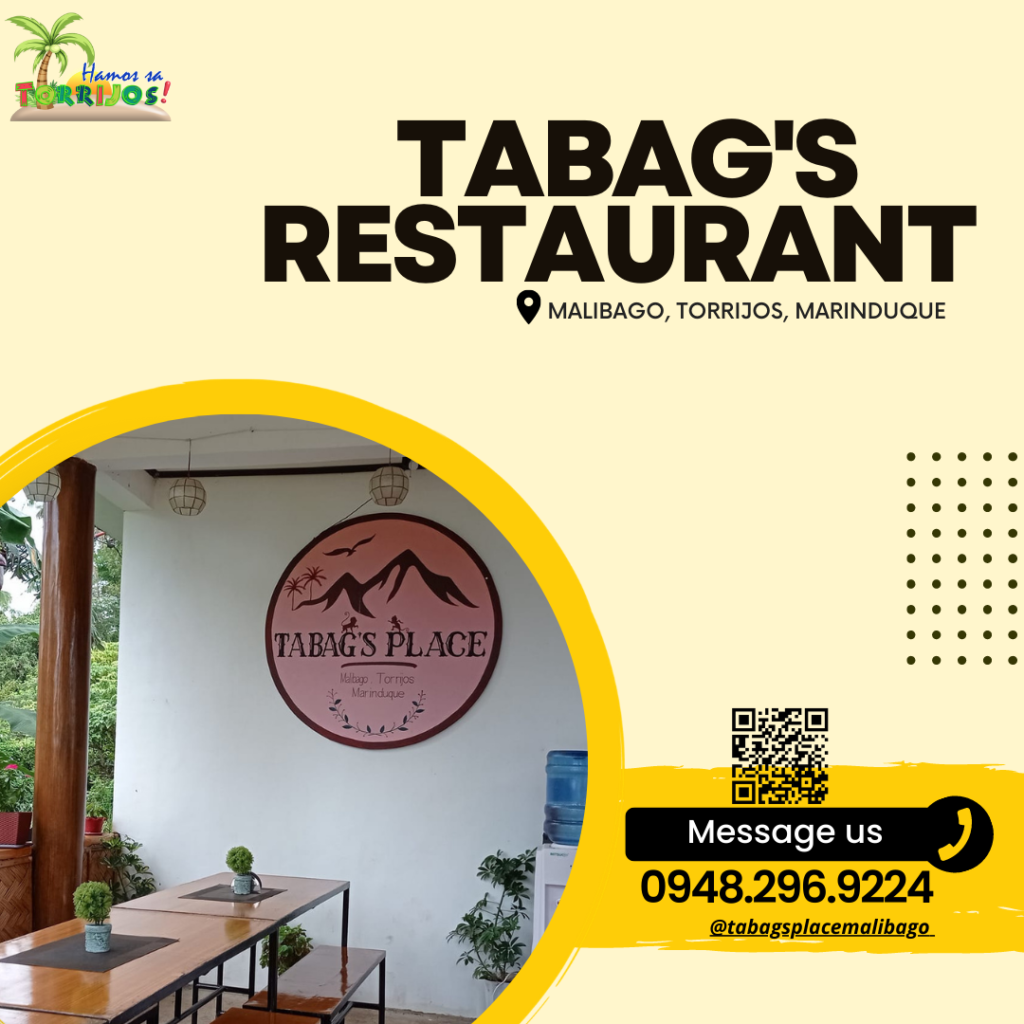 Hamos sa
TORRIJOS!
TABAG'S
RESTAURANT
MALIBAGO, TORRIJOS, MARINDUQUE
TABAG'S PLACE
Malibago Torrijos
Marinduque
Message us
0948.296.9224
@tabagsplacemalibago